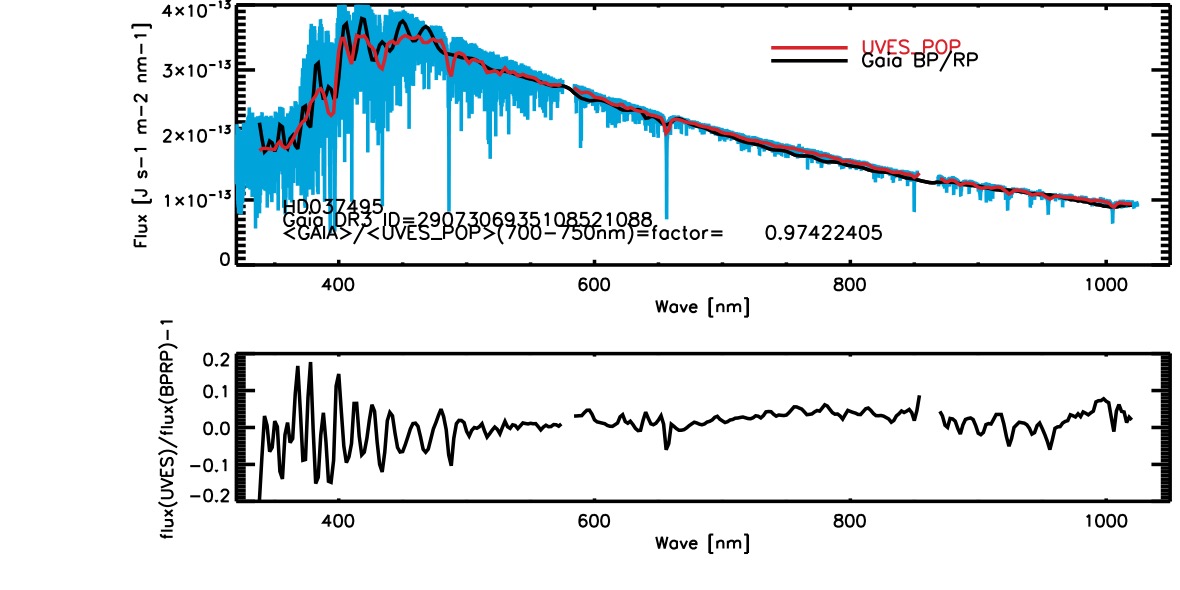 4×10−13
3×10−13
2×10−13
1×10−13
0
Flux [J s−1 m−2 nm−1]
UVES_POP
Gaia BP/RP
HD037495
Gaia DR3 ID=2907306935108521088
<GAIA>/<UVES_POP>(700−750nm)=factor= 0.97422405
400 600 800 1000
Wave [nm]
0.2
0.1
0.0
−0.1
−0.2
flux(UVES)/flux(BPRP)−1
400 600 800 1000
Wave [nm]